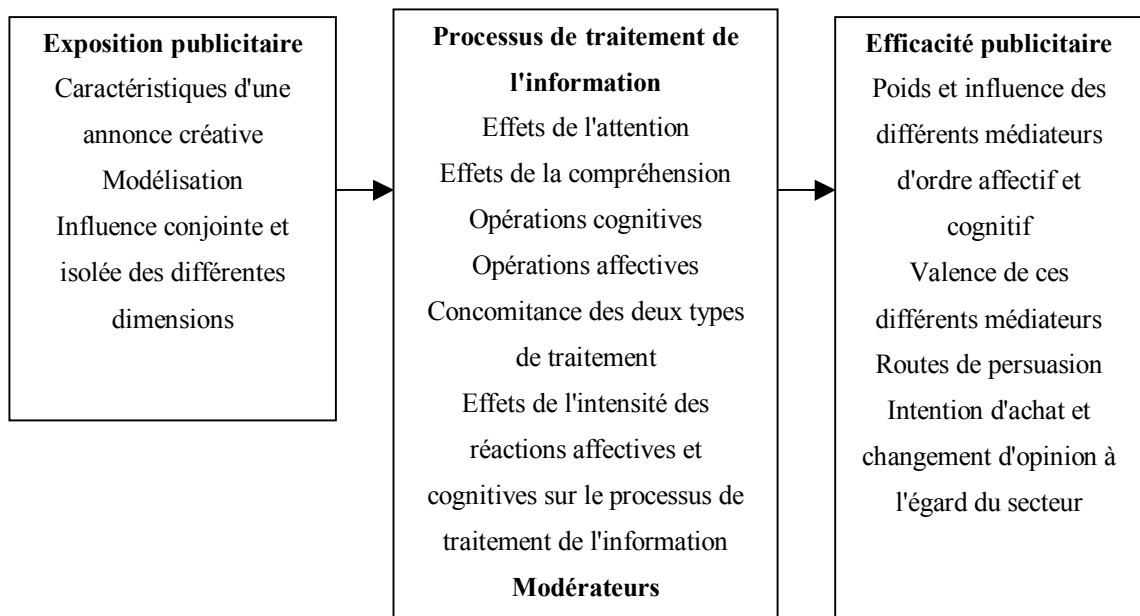 Exposition publicitaire
Caractéristiques d'une
annonce créative
Modélisation
Influence conjointe et
isolée des différentes
dimensions
Processus de traitement de
l'information
Effets de l'attention
Effets de la compréhension
Opérations cognitives
Opérations affectives
Concomitance des deux types
de traitement
Effets de l'intensité des
réactions affectives et
cognitives sur le processus de
traitement de l'information
Modérateurs
Efficacité publicitaire
Poids et influence des
différents médiateurs
d'ordre affectif et
cognitif
Valence de ces
différents médiateurs
Routes de persuasion
Intention d'achat et
changement d'opinion à
l'égard du secteur